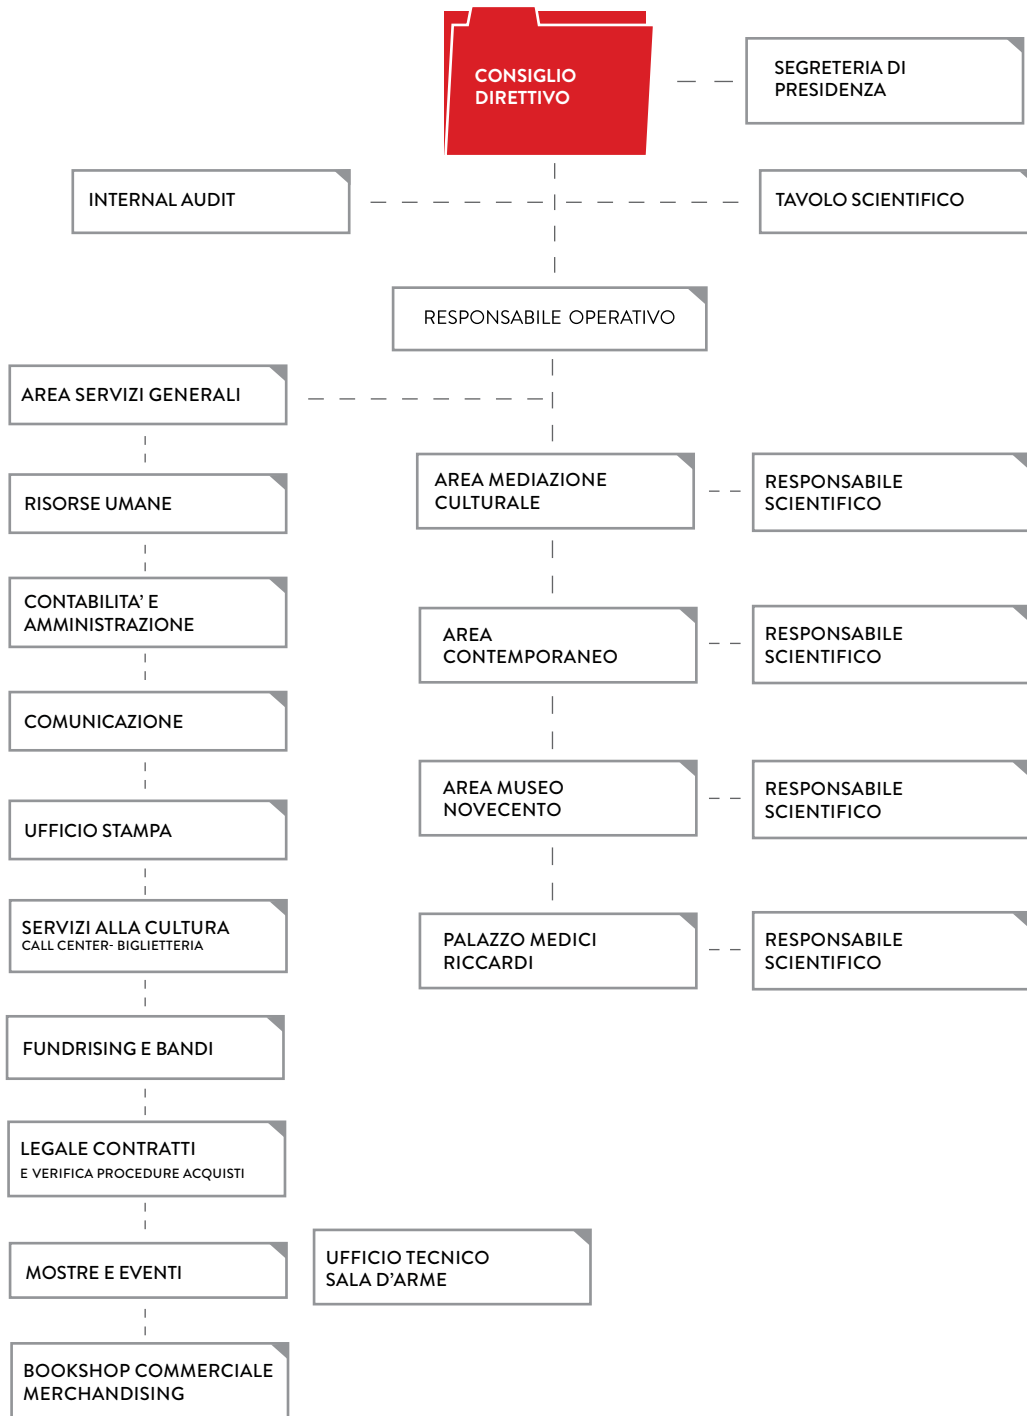 CONSIGLIO
DIRETTIVO
SEGRETERIA DI
PRESIDENZA
INTERNAL AUDIT
TAVOLO SCIENTIFICO
RESPONSABILE OPERATIVO
AREA SERVIZI GENERALI
RISORSE UMANE
CONTABILITA’ E
AMMINISTRAZIONE
COMUNICAZIONE
UFFICIO STAMPA
SERVIZI ALLA CULTURA
CALL CENTER- BIGLIETTERIA
FUNDRISING E BANDI
LEGALE CONTRATTI
E VERIFICA PROCEDURE ACQUISTI
MOSTRE E EVENTI
UFFICIO TECNICO
SALA D’ARME
BOOKSHOP COMMERCIALE
MERCHANDISING
AREA MEDIAZIONE
CULTURALE
RESPONSABILE
SCIENTIFICO
AREA
CONTEMPORANEO
RESPONSABILE
SCIENTIFICO
AREA MUSEO
NOVECENTO
RESPONSABILE
SCIENTIFICO
PALAZZO MEDICI
RICCARDI
RESPONSABILE
SCIENTIFICO